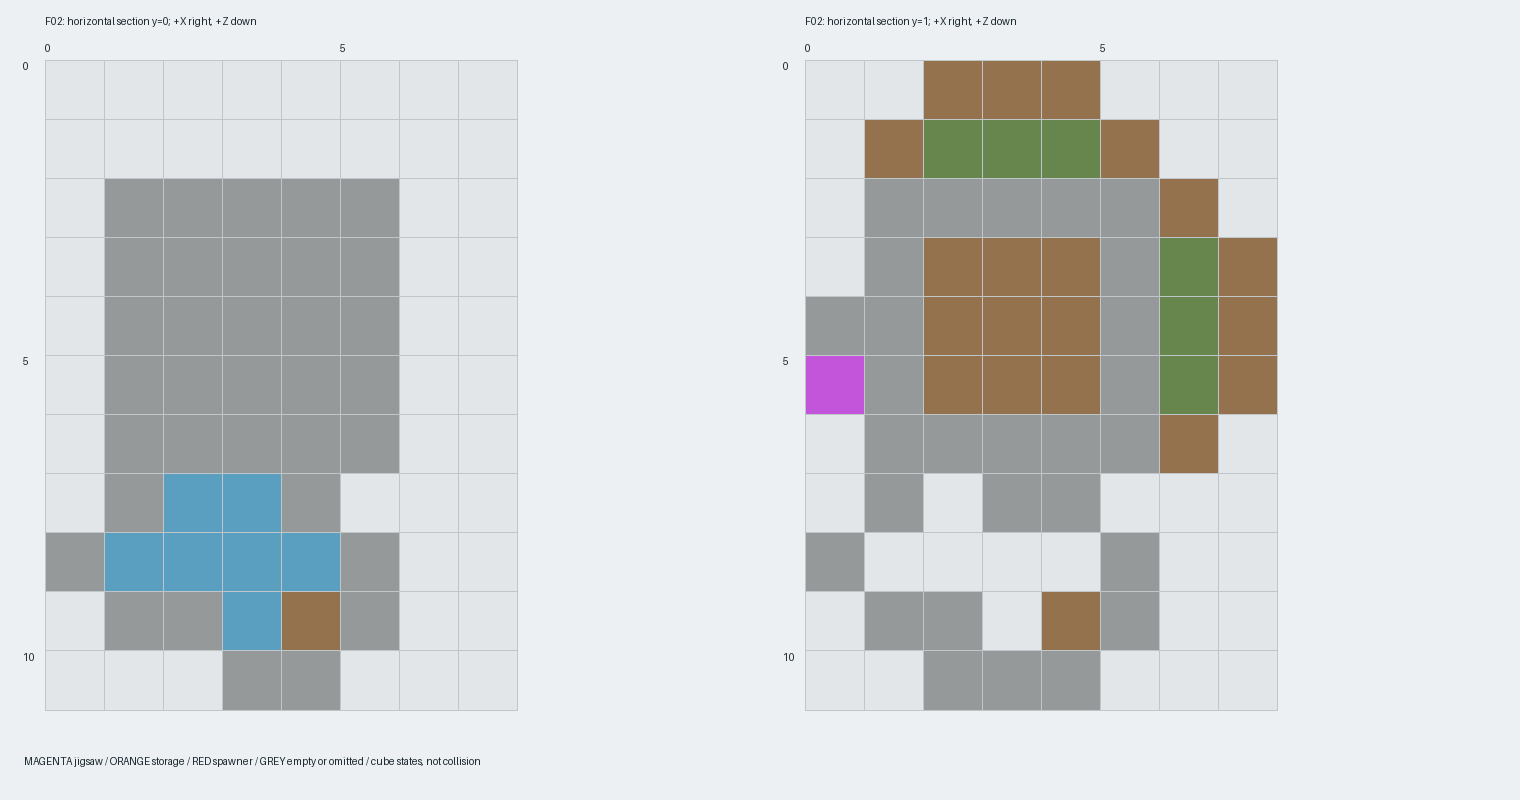 F02: horizontal section y=0; +X right, +Z down
F02: horizontal section y=1; +X right, +Z down
0 5
0 5
0
0
5
5
10
10
MAGENTA jigsaw / ORANGE storage / RED spawner / GREY empty or omitted / cube states, not collision